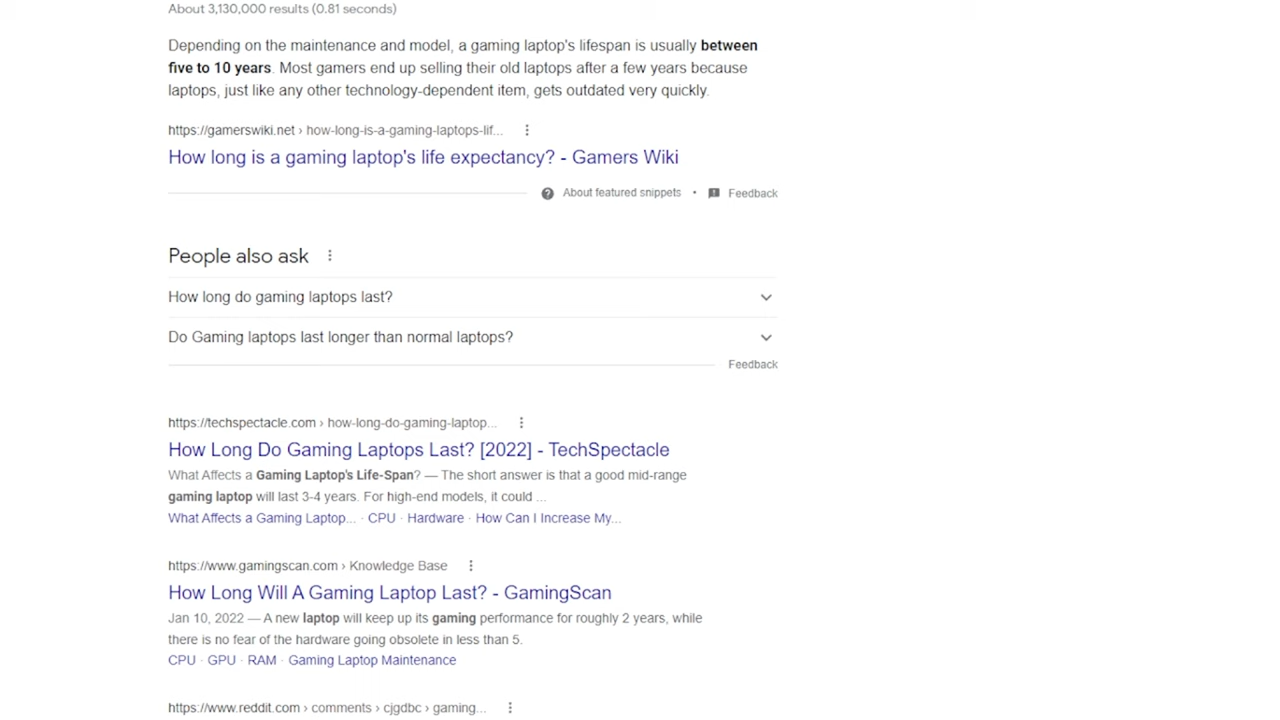 About 3,130,000 results (0.81 seconds)
Depending on the maintenance and model, a gaming laptop's lifespan is usually between
five to 10 years. Most gamers end up selling their old laptops after a few years because
laptops, just like any other technology-dependent item, gets outdated very quickly.
https://gamerswiki.net › how-long-is-a-gaming-laptops-lif...
How long is a gaming laptop's life expectancy? - Gamers Wiki
About featured snippets • Feedback
People also ask
How long do gaming laptops last?
Do Gaming laptops last longer than normal laptops?
Feedback
https://techspectacle.com › how-long-do-gaming-laptop...
How Long Do Gaming Laptops Last? [2022] - TechSpectacle
What Affects a Gaming Laptop's Life-Span? — The short answer is that a good mid-range
gaming laptop will last 3-4 years. For high-end models, it could ...
What Affects a Gaming Laptop... · CPU · Hardware · How Can I Increase My...
https://www.gamingscan.com › Knowledge Base
How Long Will A Gaming Laptop Last? - GamingScan
Jan 10, 2022 — A new laptop will keep up its gaming performance for roughly 2 years, while
there is no fear of the hardware going obsolete in less than 5.
CPU · GPU · RAM · Gaming Laptop Maintenance
https://www.reddit.com › comments › cjgdbc › gaming...